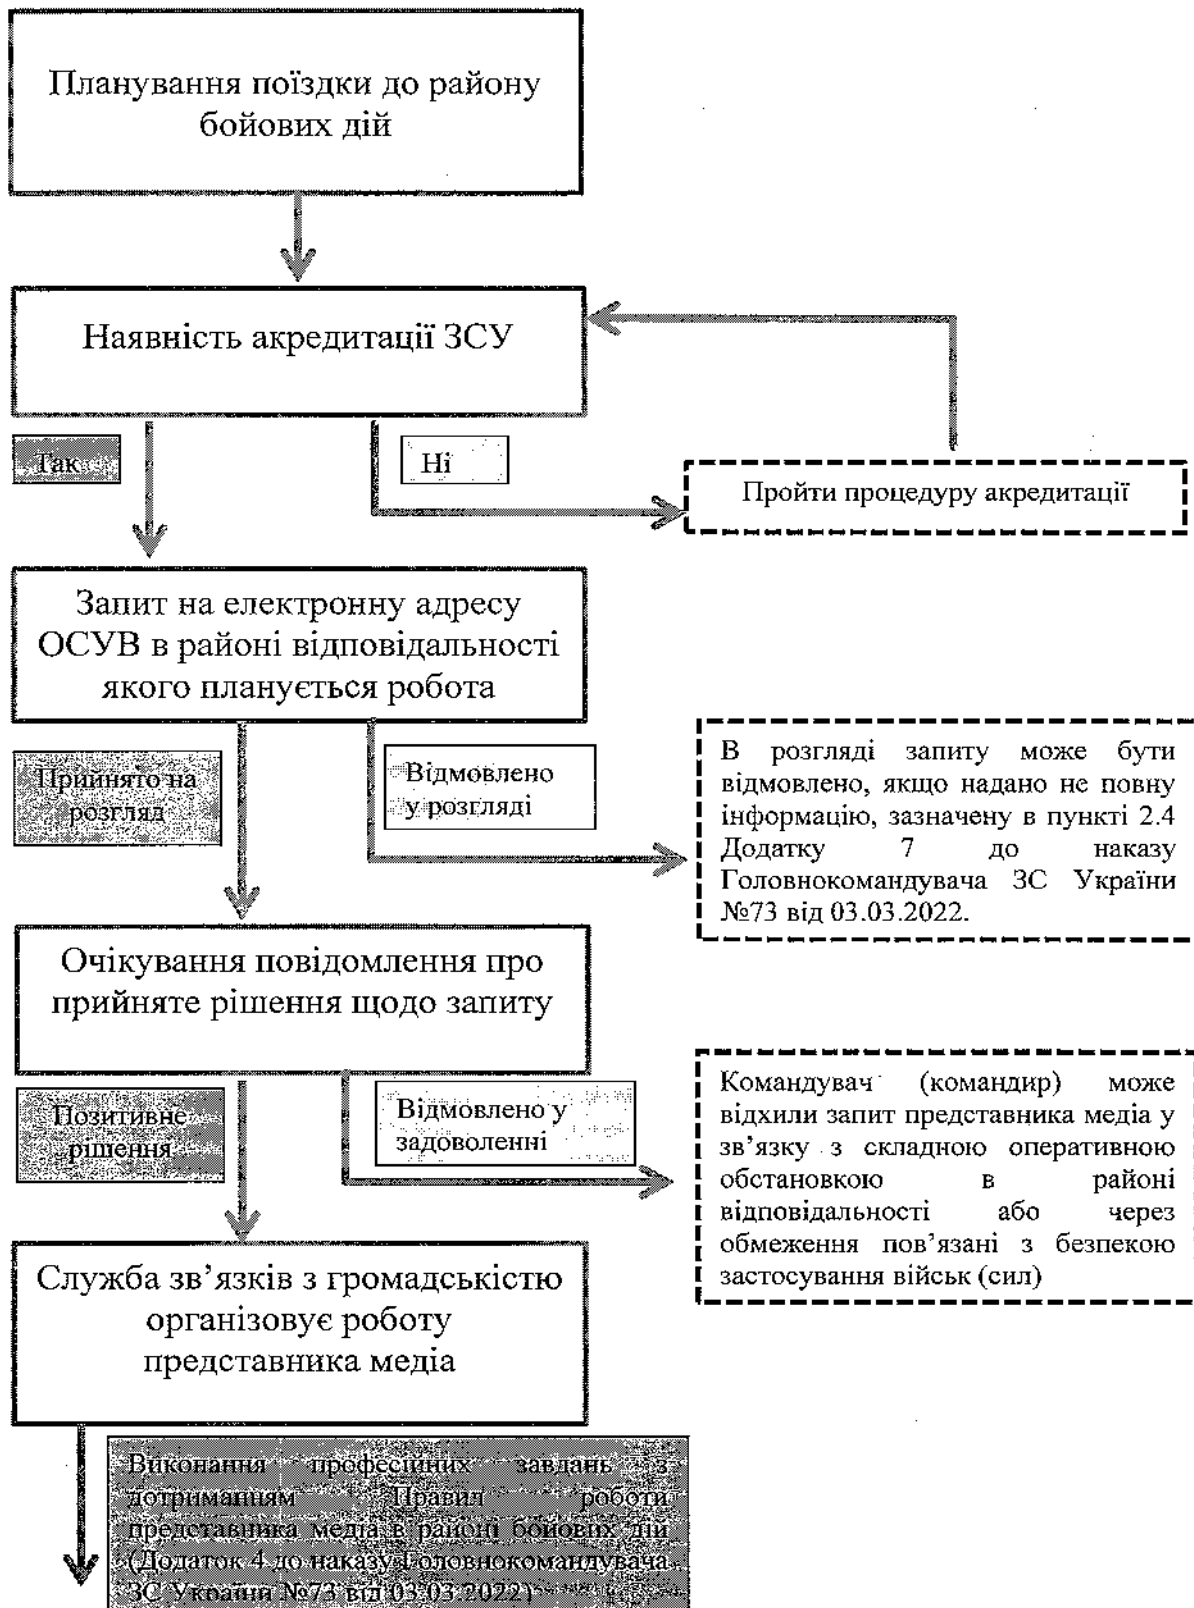 Планування поїздки до району
бойових дій
Наявність акредитації ЗСУ
Так
Ні
Пройти процедуру акредитації
Запит на електронну адресу
ОСУВ в районі відповідальності
якого планується робота
Прийнято на
розгляд
Відмовлено
у розгляді
В розгляді запиту може бути
відмовлено, якщо надано не повну
інформацію, зазначену в пункті 2.4
Додатку 7 до наказу
Головнокомандувача ЗС України
№73 від 03.03.2022.
Очікування повідомлення про
прийняте рішення щодо запиту
Позитивне
рішення
Відмовлено у
задоволенні
Командувач (командир) може
відхили запит представника медіа у
зв’язку з складною оперативною
обстановкою в районі
відповідальності або через
обмеження пов’язані з безпекою
застосування військ (сил)
Служба зв’язків з громадськістю
організовує роботу
представника медіа
Виконання професійних завдань з
дотриманням Правил роботи
представника медіа в районі бойових дій
(Додаток 4 до наказу Головнокомандувача
ЗС України №73 від 03.03.2022)